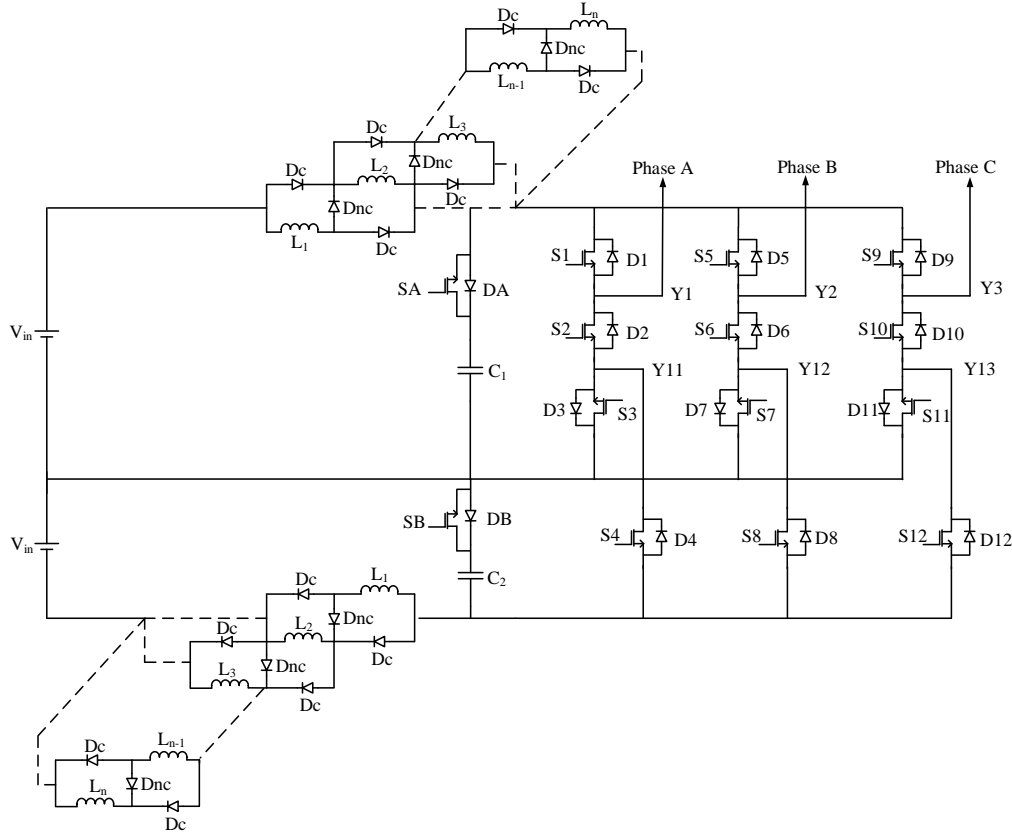 Dc
Ln
Dnc
Ln-1
Dc
Dc
L3
Dc
L2
Dnc
Dnc
Dc
L1
Dc
Phase A
Phase B
Phase C
S1
D1
S5
D5
S9
D9
SA
DA
Y1
Y2
Y3
Vin
S2
D2
S6
D6
S10
D10
C1
Y11
Y12
Y13
D3
S3
D7
S7
D11
S11
SB
DB
Vin
S4
D4
S8
D8
S12
D12
C2
Dc
L1
Dnc
Dc
L2
Dc
L3
Dnc
Dc
Dc
Ln-1
Ln
Dnc
Dc